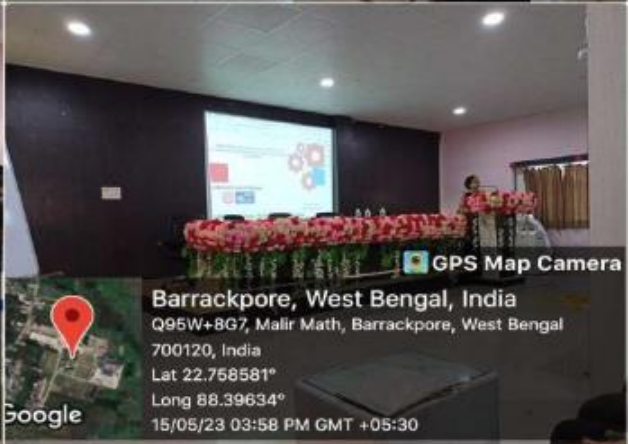 GPS Map Camera
Barrackpore, West Bengal, India
Q95W+8G7, Malir Math, Barrackpore, West Bengal
700120, India
Lat 22.758581°
Long 88.39634°
15/05/23 03:58 PM GMT +05:30
Google